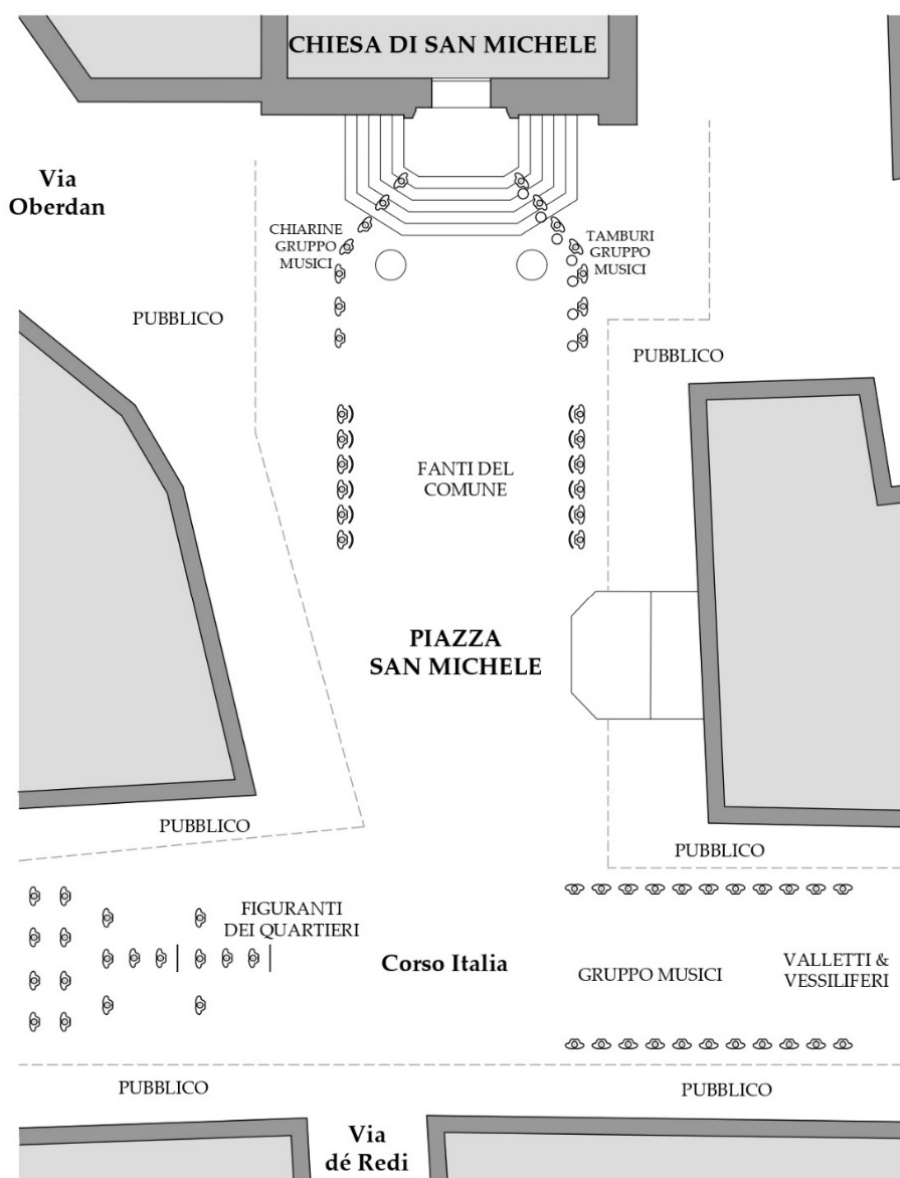 CHIESA DI SAN MICHELE
Via
Oberdan
CHIARINE
GRUPPO
MUSICI
TAMBURI
GRUPPO
MUSICI
PUBBLICO
PUBBLICO
FANTI DEL
COMUNE
PIAZZA
SAN MICHELE
PUBBLICO
PUBBLICO
FIGURANTI
DEI QUARTIERI
Corso Italia
GRUPPO MUSICI
VALLETTI &
VESSILIFERI
PUBBLICO
PUBBLICO
Via
dé Redi